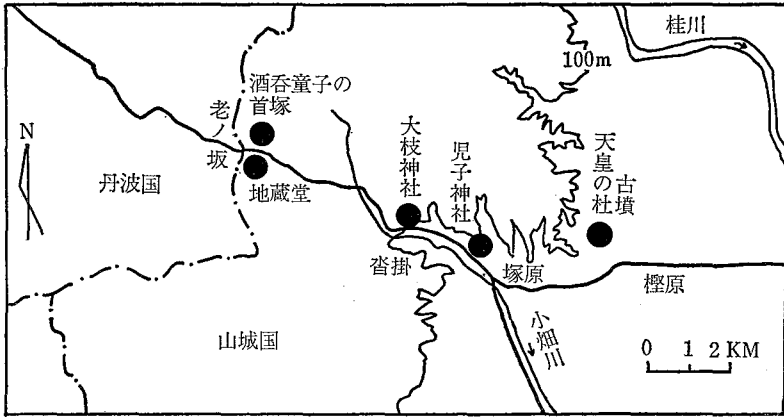 桂川
100m
酒呑童子の
首塚
老ノ坂
N
丹波国
地蔵堂
大枝神社
児子神社
天皇の杜
古墳
沓掛
塚原
樫原
山城国
小畑川
0 1 2 KM